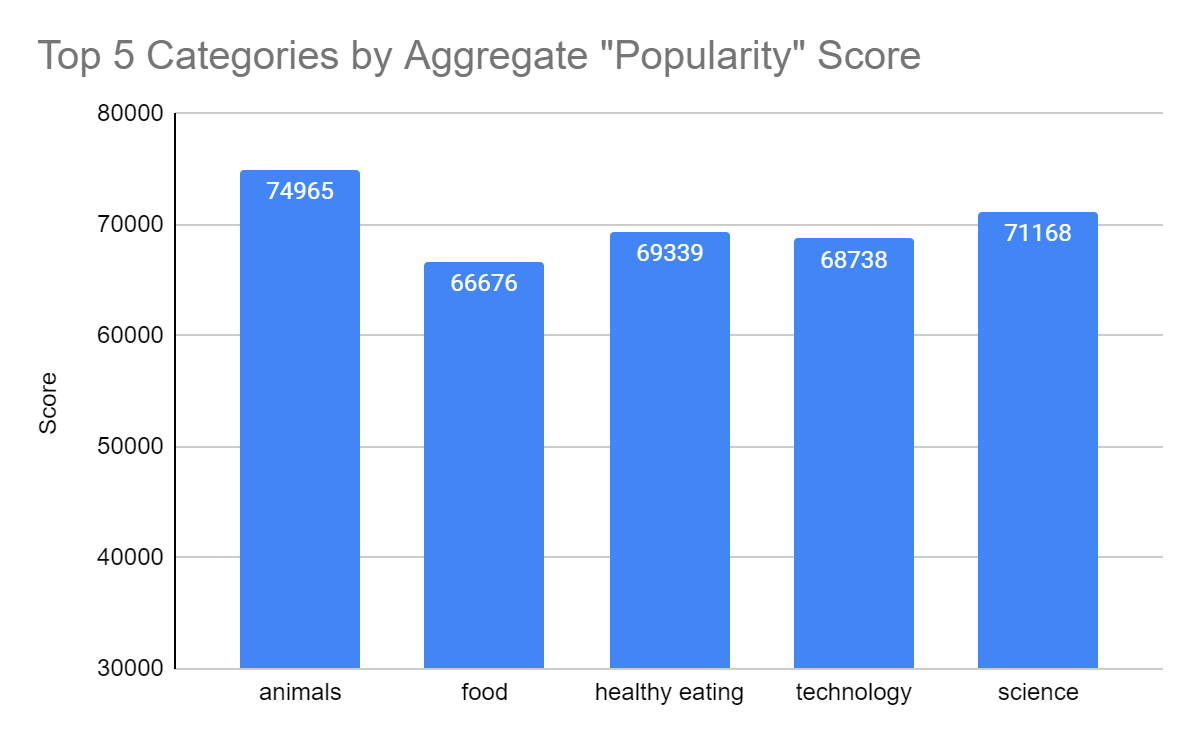 Top 5 Categories by Aggregate "Popularity" Score
Score
80000
70000
60000
50000
40000
30000
74965
66676
69339
68738
71168
animals
food
healthy eating
technology
science